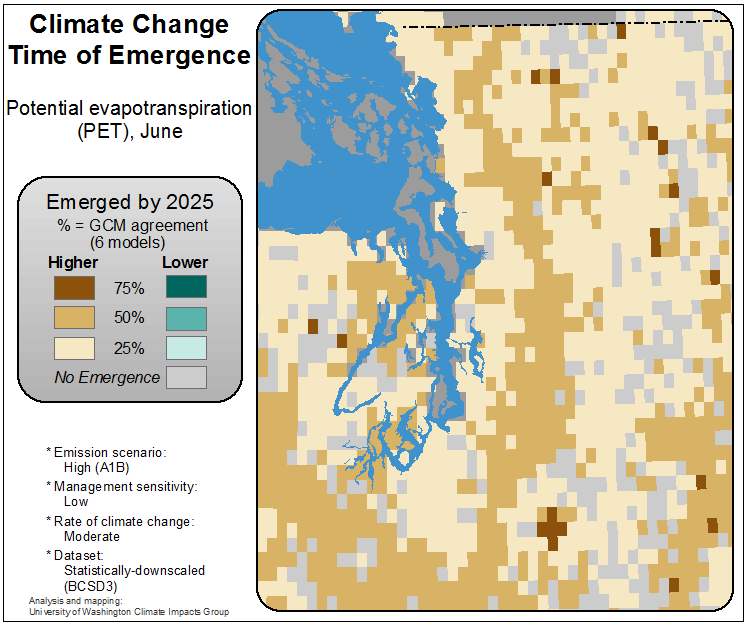 Climate Change
Time of Emergence
Potential evapotranspiration
(PET), June
Emerged by 2025
% = GCM agreement
(6 models)
Higher Lower
75%
50%
25%
No Emergence
* Emission scenario:
High (A1B)
* Management sensitivity:
Low
* Rate of climate change:
Moderate
* Dataset:
Statistically-downscaled
(BCSD3)
Analysis and mapping:
University of Washington Climate Impacts Group